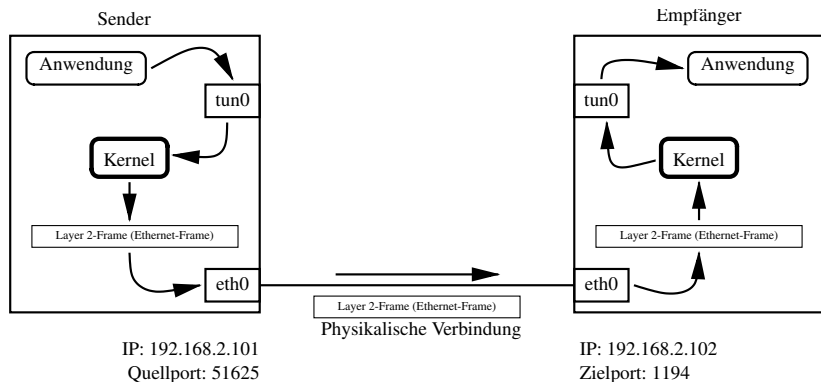 Sender
Empfänger
Anwendung
Anwendung
tun0
tun0
Kernel
Kernel
Layer 2-Frame (Ethernet-Frame)
Layer 2-Frame (Ethernet-Frame)
eth0
eth0
Layer 2-Frame (Ethernet-Frame)
Physikalische Verbindung
IP: 192.168.2.101
Quellport: 51625
IP: 192.168.2.102
Zielport: 1194